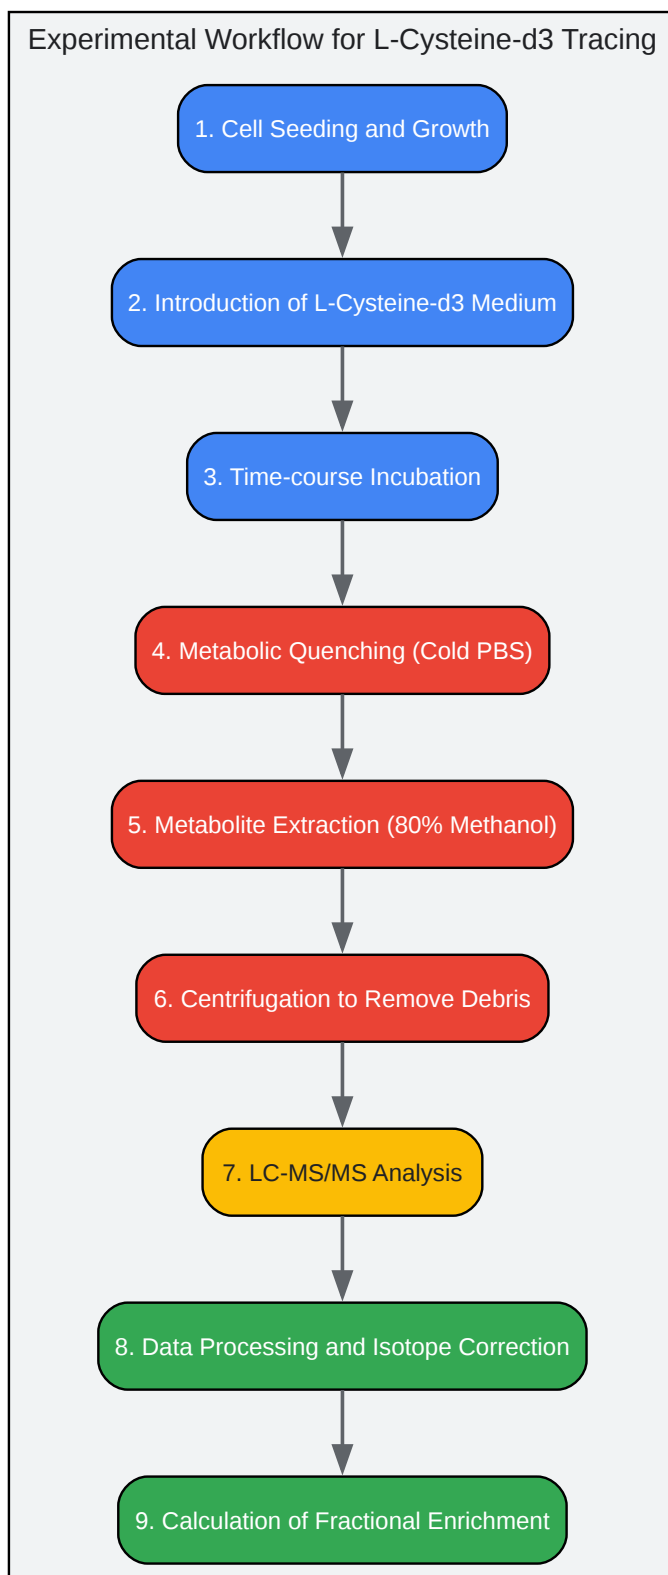 Experimental Workflow for L-Cysteine-d3 Tracing
1. Cell Seeding and Growth
2. Introduction of L-Cysteine-d3 Medium
3. Time-course Incubation
4. Metabolic Quenching (Cold PBS)
5. Metabolite Extraction (80% Methanol)
6. Centrifugation to Remove Debris
7. LC-MS/MS Analysis
8. Data Processing and Isotope Correction
9. Calculation of Fractional Enrichment